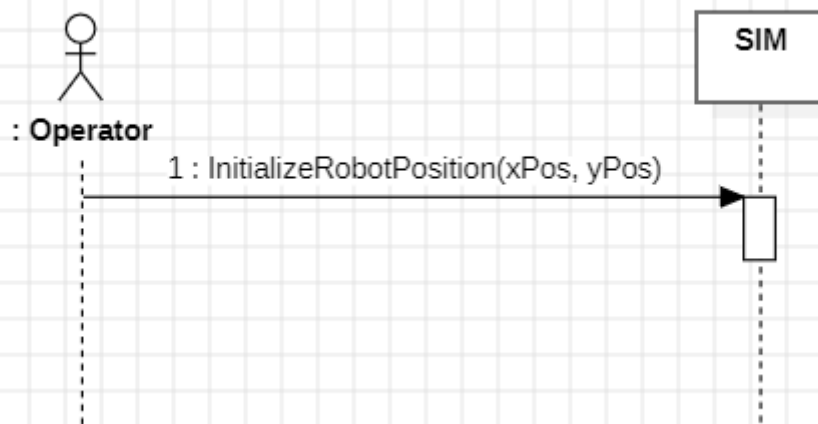 SIM
: Operator
1 : InitializeRobotPosition(xPos, yPos)